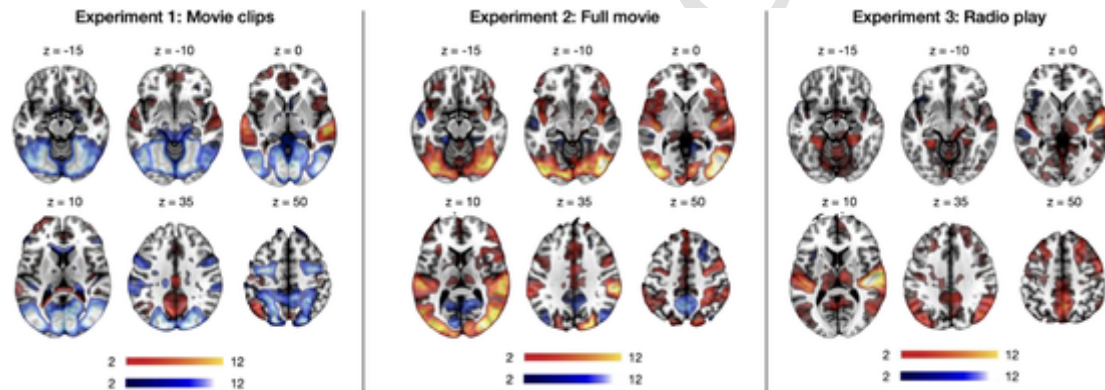 Experiment 1: Movie clips
z = -15 z = -10 z = 0
z = 10 z = 35 z = 50
2 12
2 12
Experiment 2: Full movie
z = -15 z = -10 z = 0
z = 10 z = 35 z = 50
2 12
2 12
Experiment 3: Radio play
z = -15 z = -10 z = 0
z = 10 z = 35 z = 50
2 12
2 12